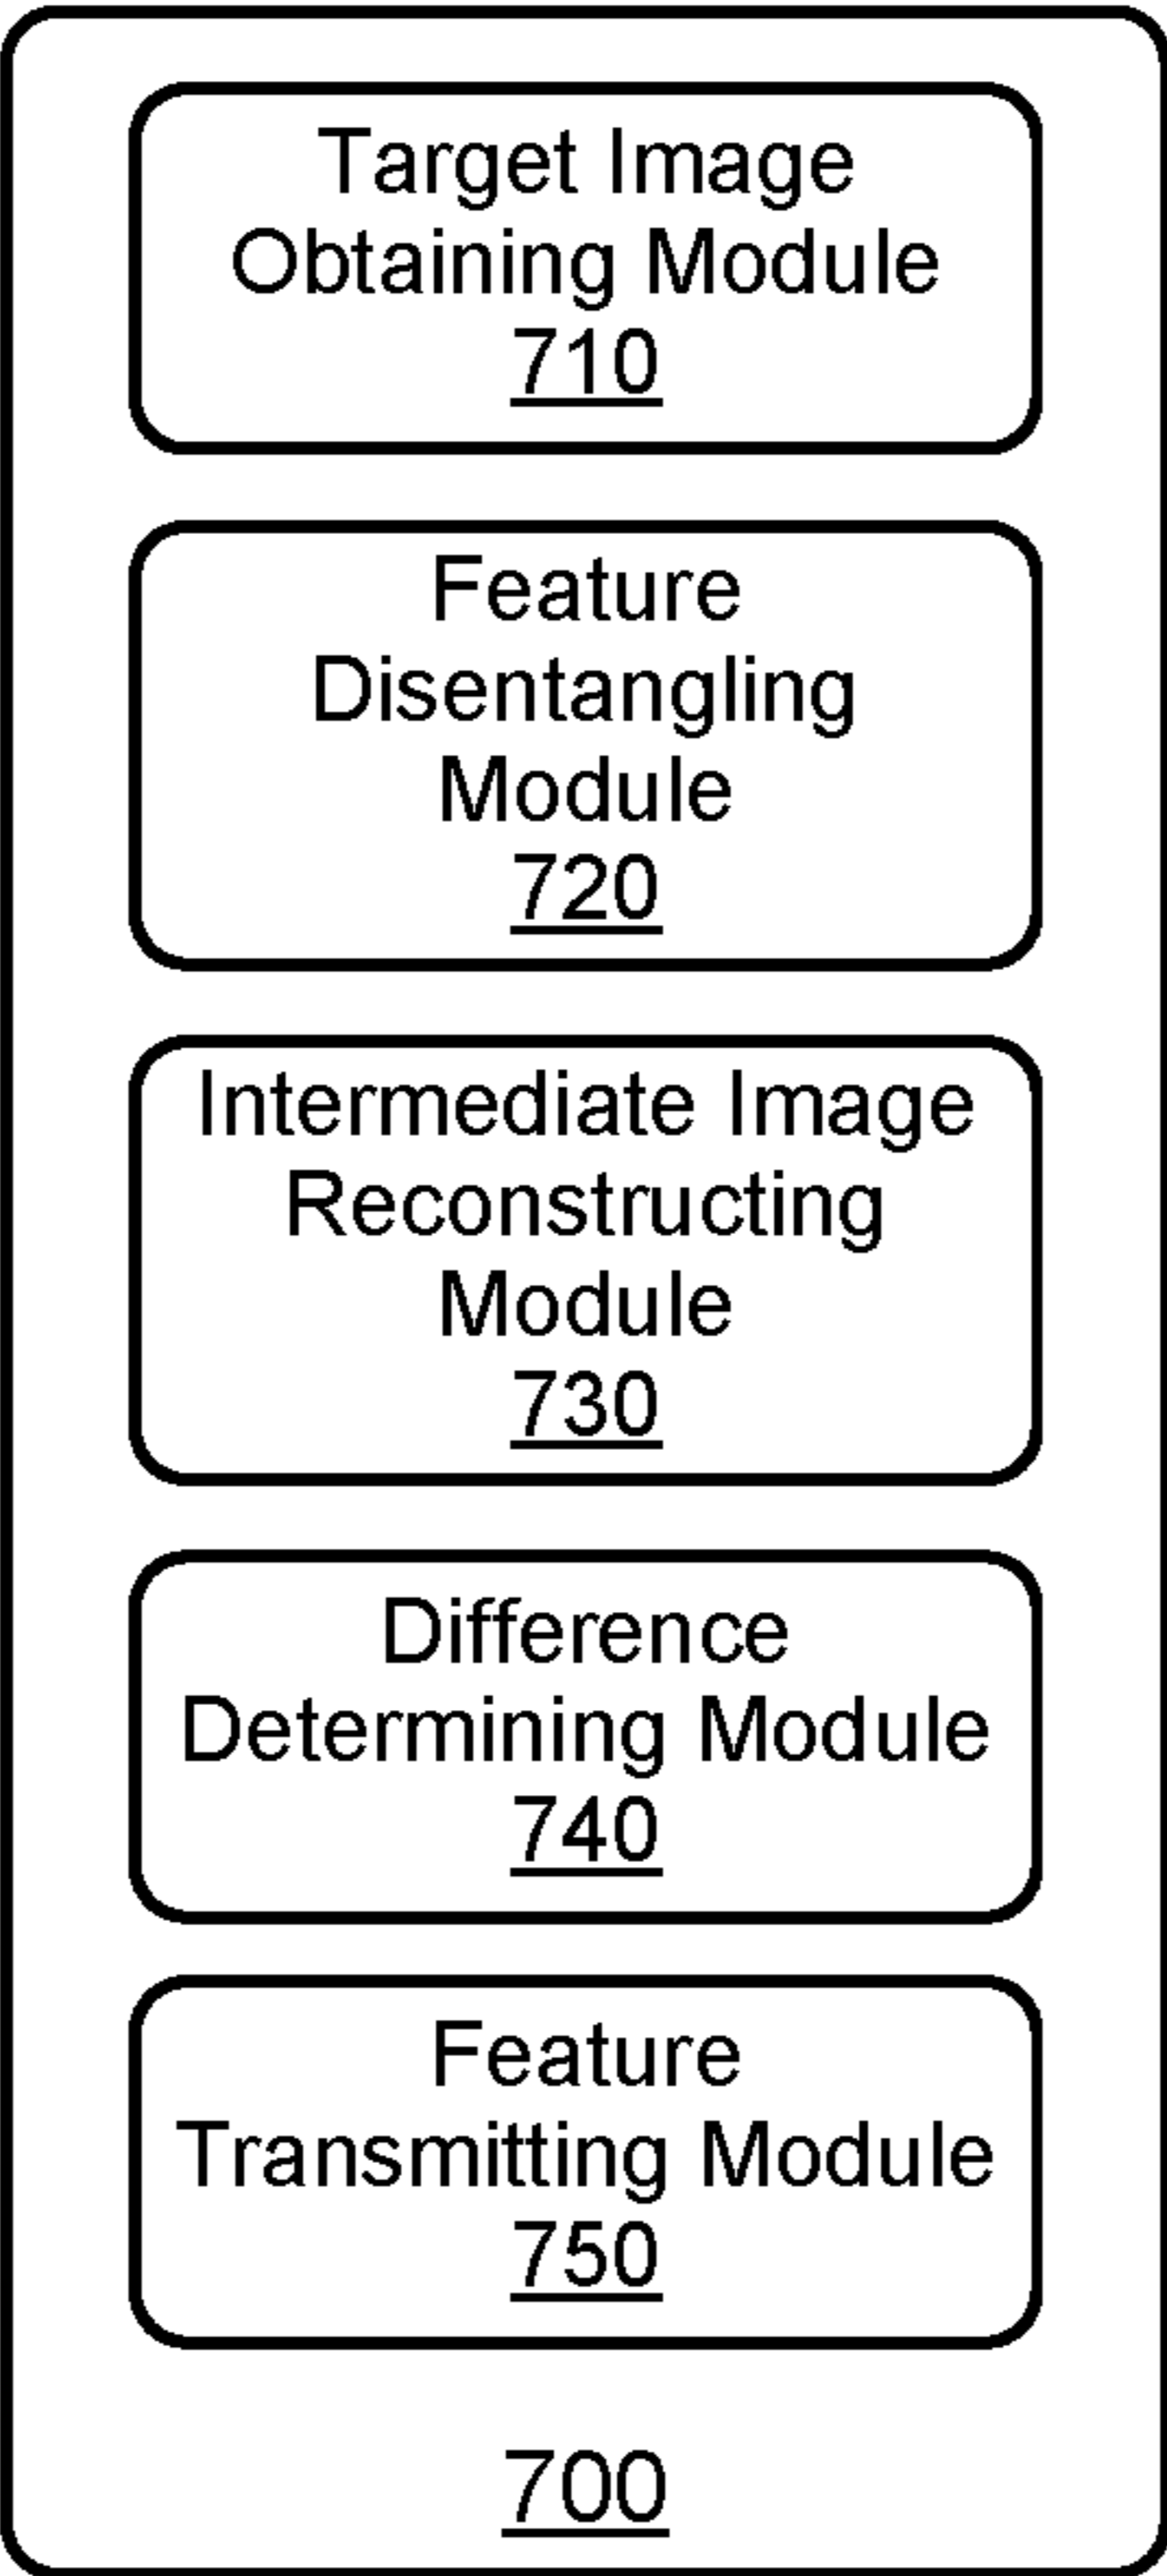 Target Image
Obtaining Module
710
Feature
Disentangling
Module
720
Intermediate Image
Reconstructing
Module
730
Difference
Determining Module
740
Feature
Transmitting Module
750
700